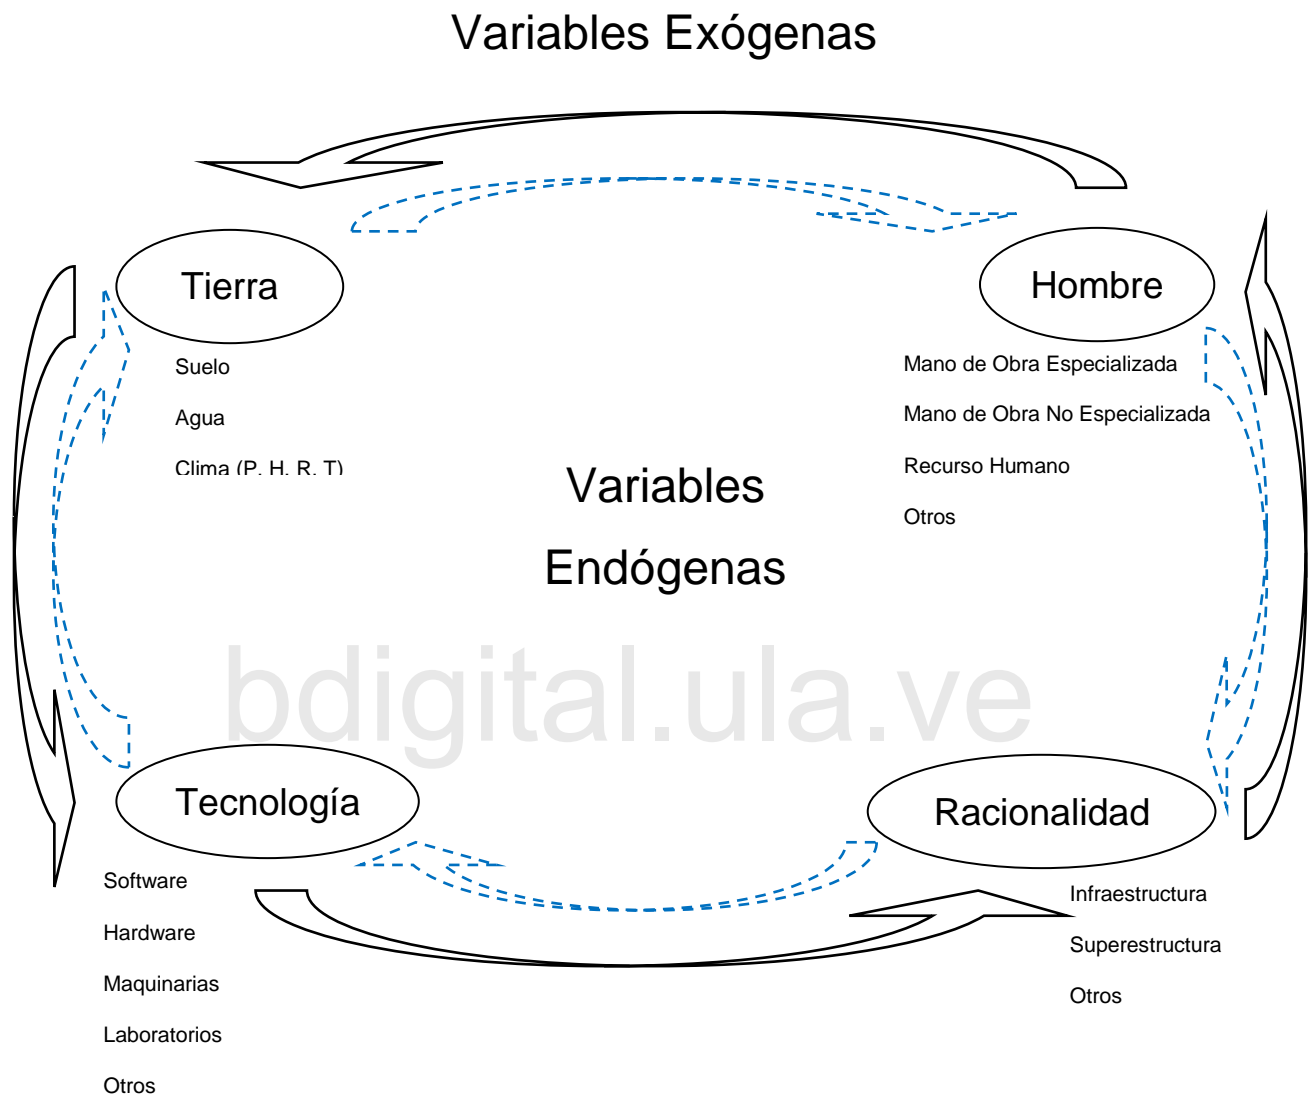 Variables Exógenas
Tierra
Suelo
Agua
Clima (P, H, R, T)
Hombre
Mano de Obra Especializada
Mano de Obra No Especializada
Recurso Humano
Otros
Variables
Endógenas
bdigital.ula.ve
Tecnología
Software
Hardware
Maquinarias
Laboratorios
Otros
Racionalidad
Infraestructura
Superestructura
Otros